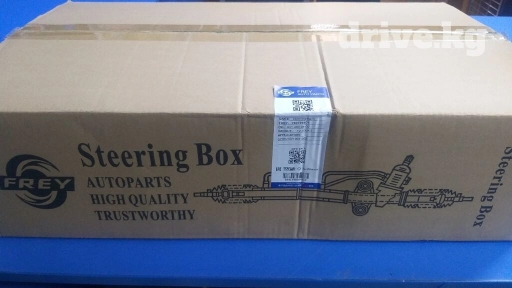 drive.kg
FREY
Steering Box
AUTOPARTS
HIGH QUALITY
TRUSTWORTHY
FREY
Steering Box